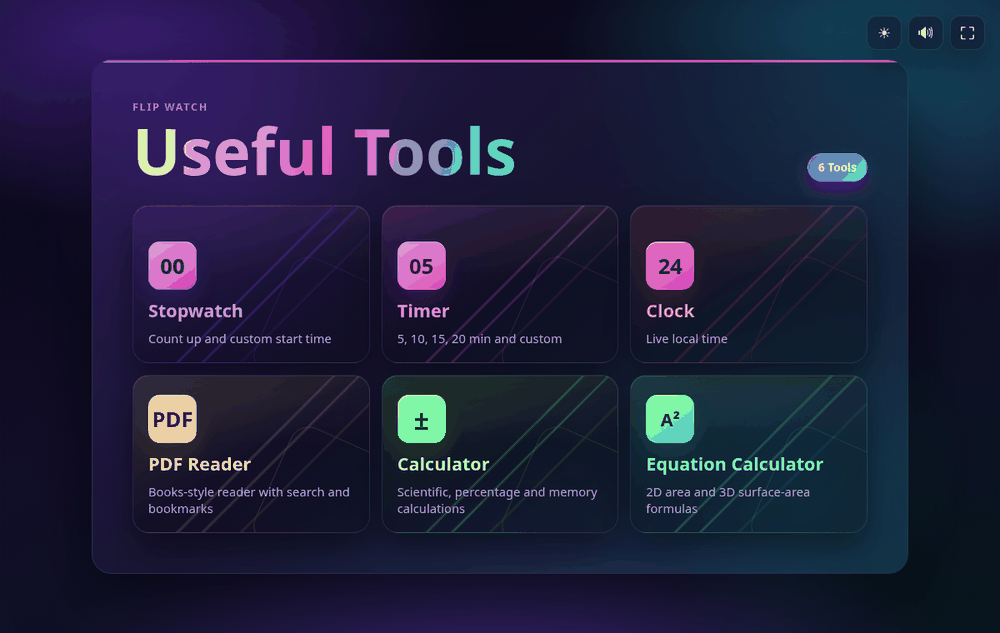 FLIP WATCH
Useful Tools
6 Tools
00
Stopwatch
Count up and custom start time
05
Timer
5, 10, 15, 20 min and custom
24
Clock
Live local time
PDF
PDF Reader
Books-style reader with search and
bookmarks
±
Calculator
Scientific, percentage and memory
calculations
A²
Equation Calculator
2D area and 3D surface-area
formulas